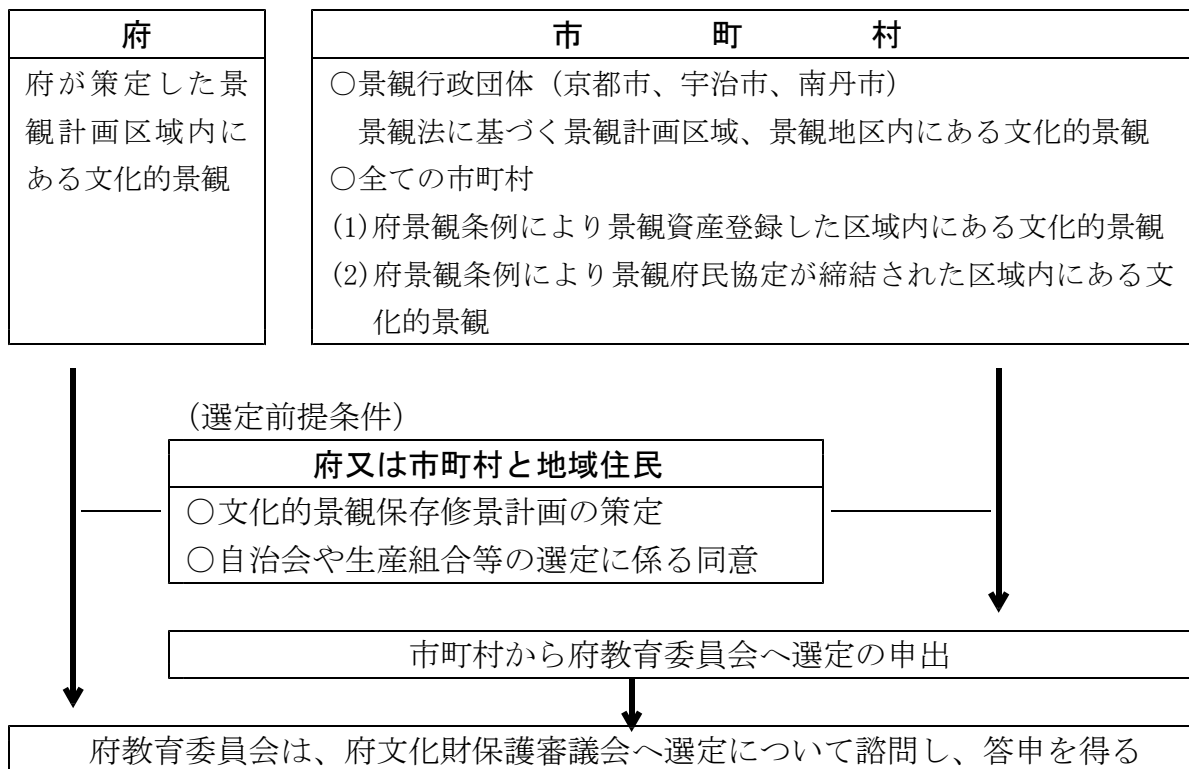 府
府が策定した景
観計画区域内に
ある文化的景観
市町村
○景観行政団体（京都市、宇治市、南丹市）
景観法に基づく景観計画区域、景観地区内にある文化的景観
○全ての市町村
(1)府景観条例により景観資産登録した区域内にある文化的景観
(2)府景観条例により景観府民協定が締結された区域内にある文
化的景観
（選定前提条件）
府又は市町村と地域住民
○文化的景観保存修景計画の策定
○自治会や生産組合等の選定に係る同意
市町村から府教育委員会へ選定の申出
府教育委員会は、府文化財保護審議会へ選定について諮問し、答申を得る